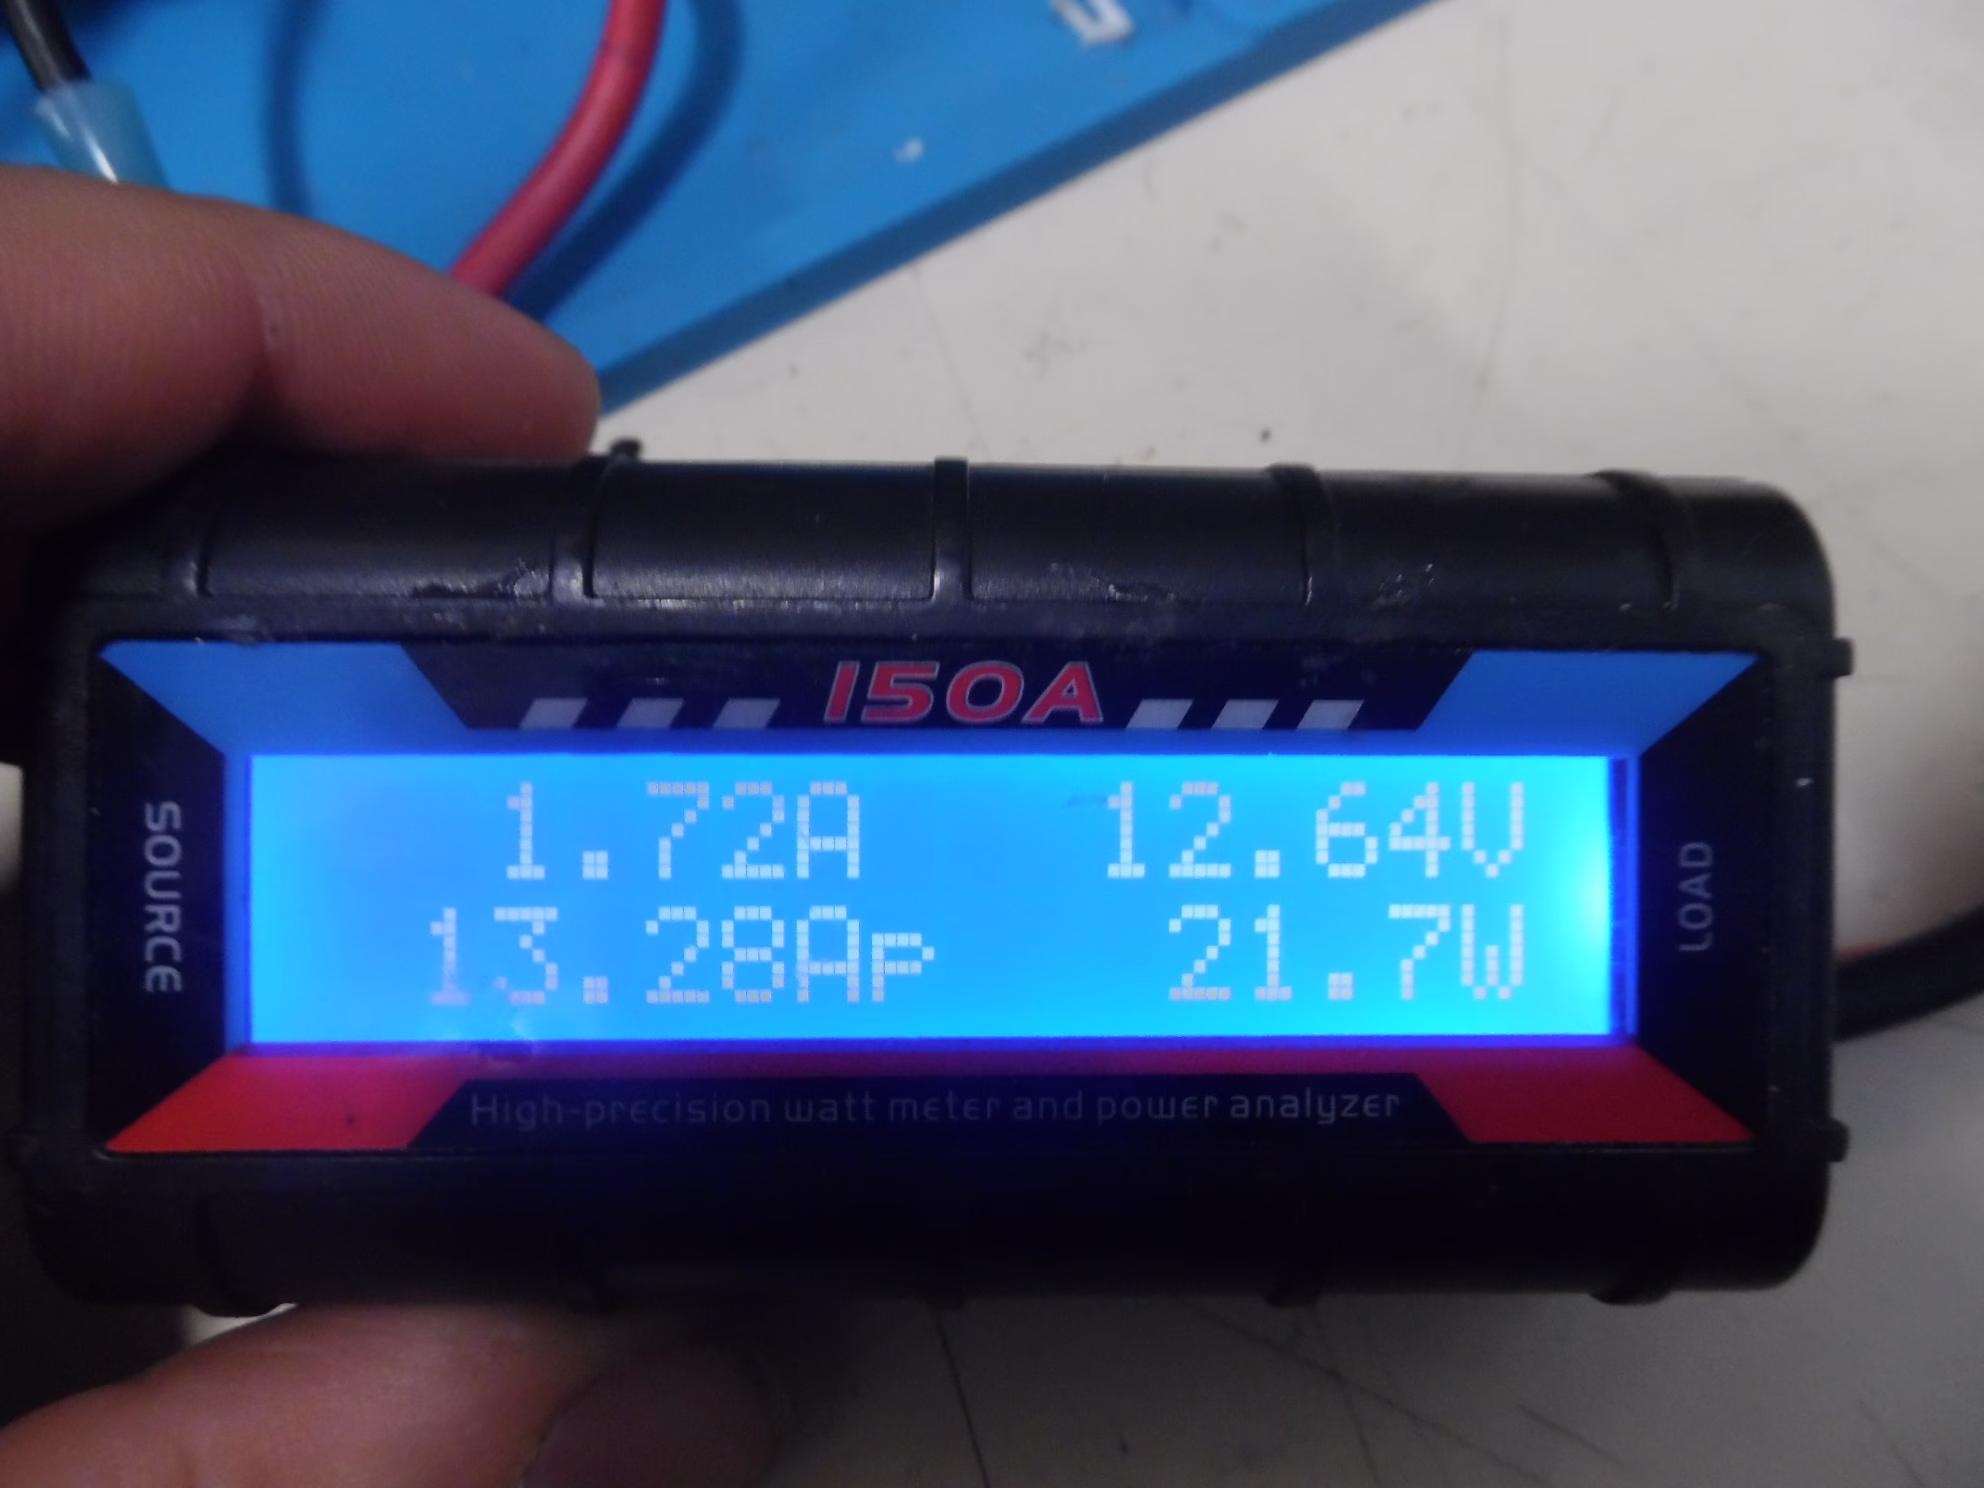 150A
SOURCE
1.72A 12.64V
13.28Ap 21.7W
LOAD
High-precision watt meter and power analyzer